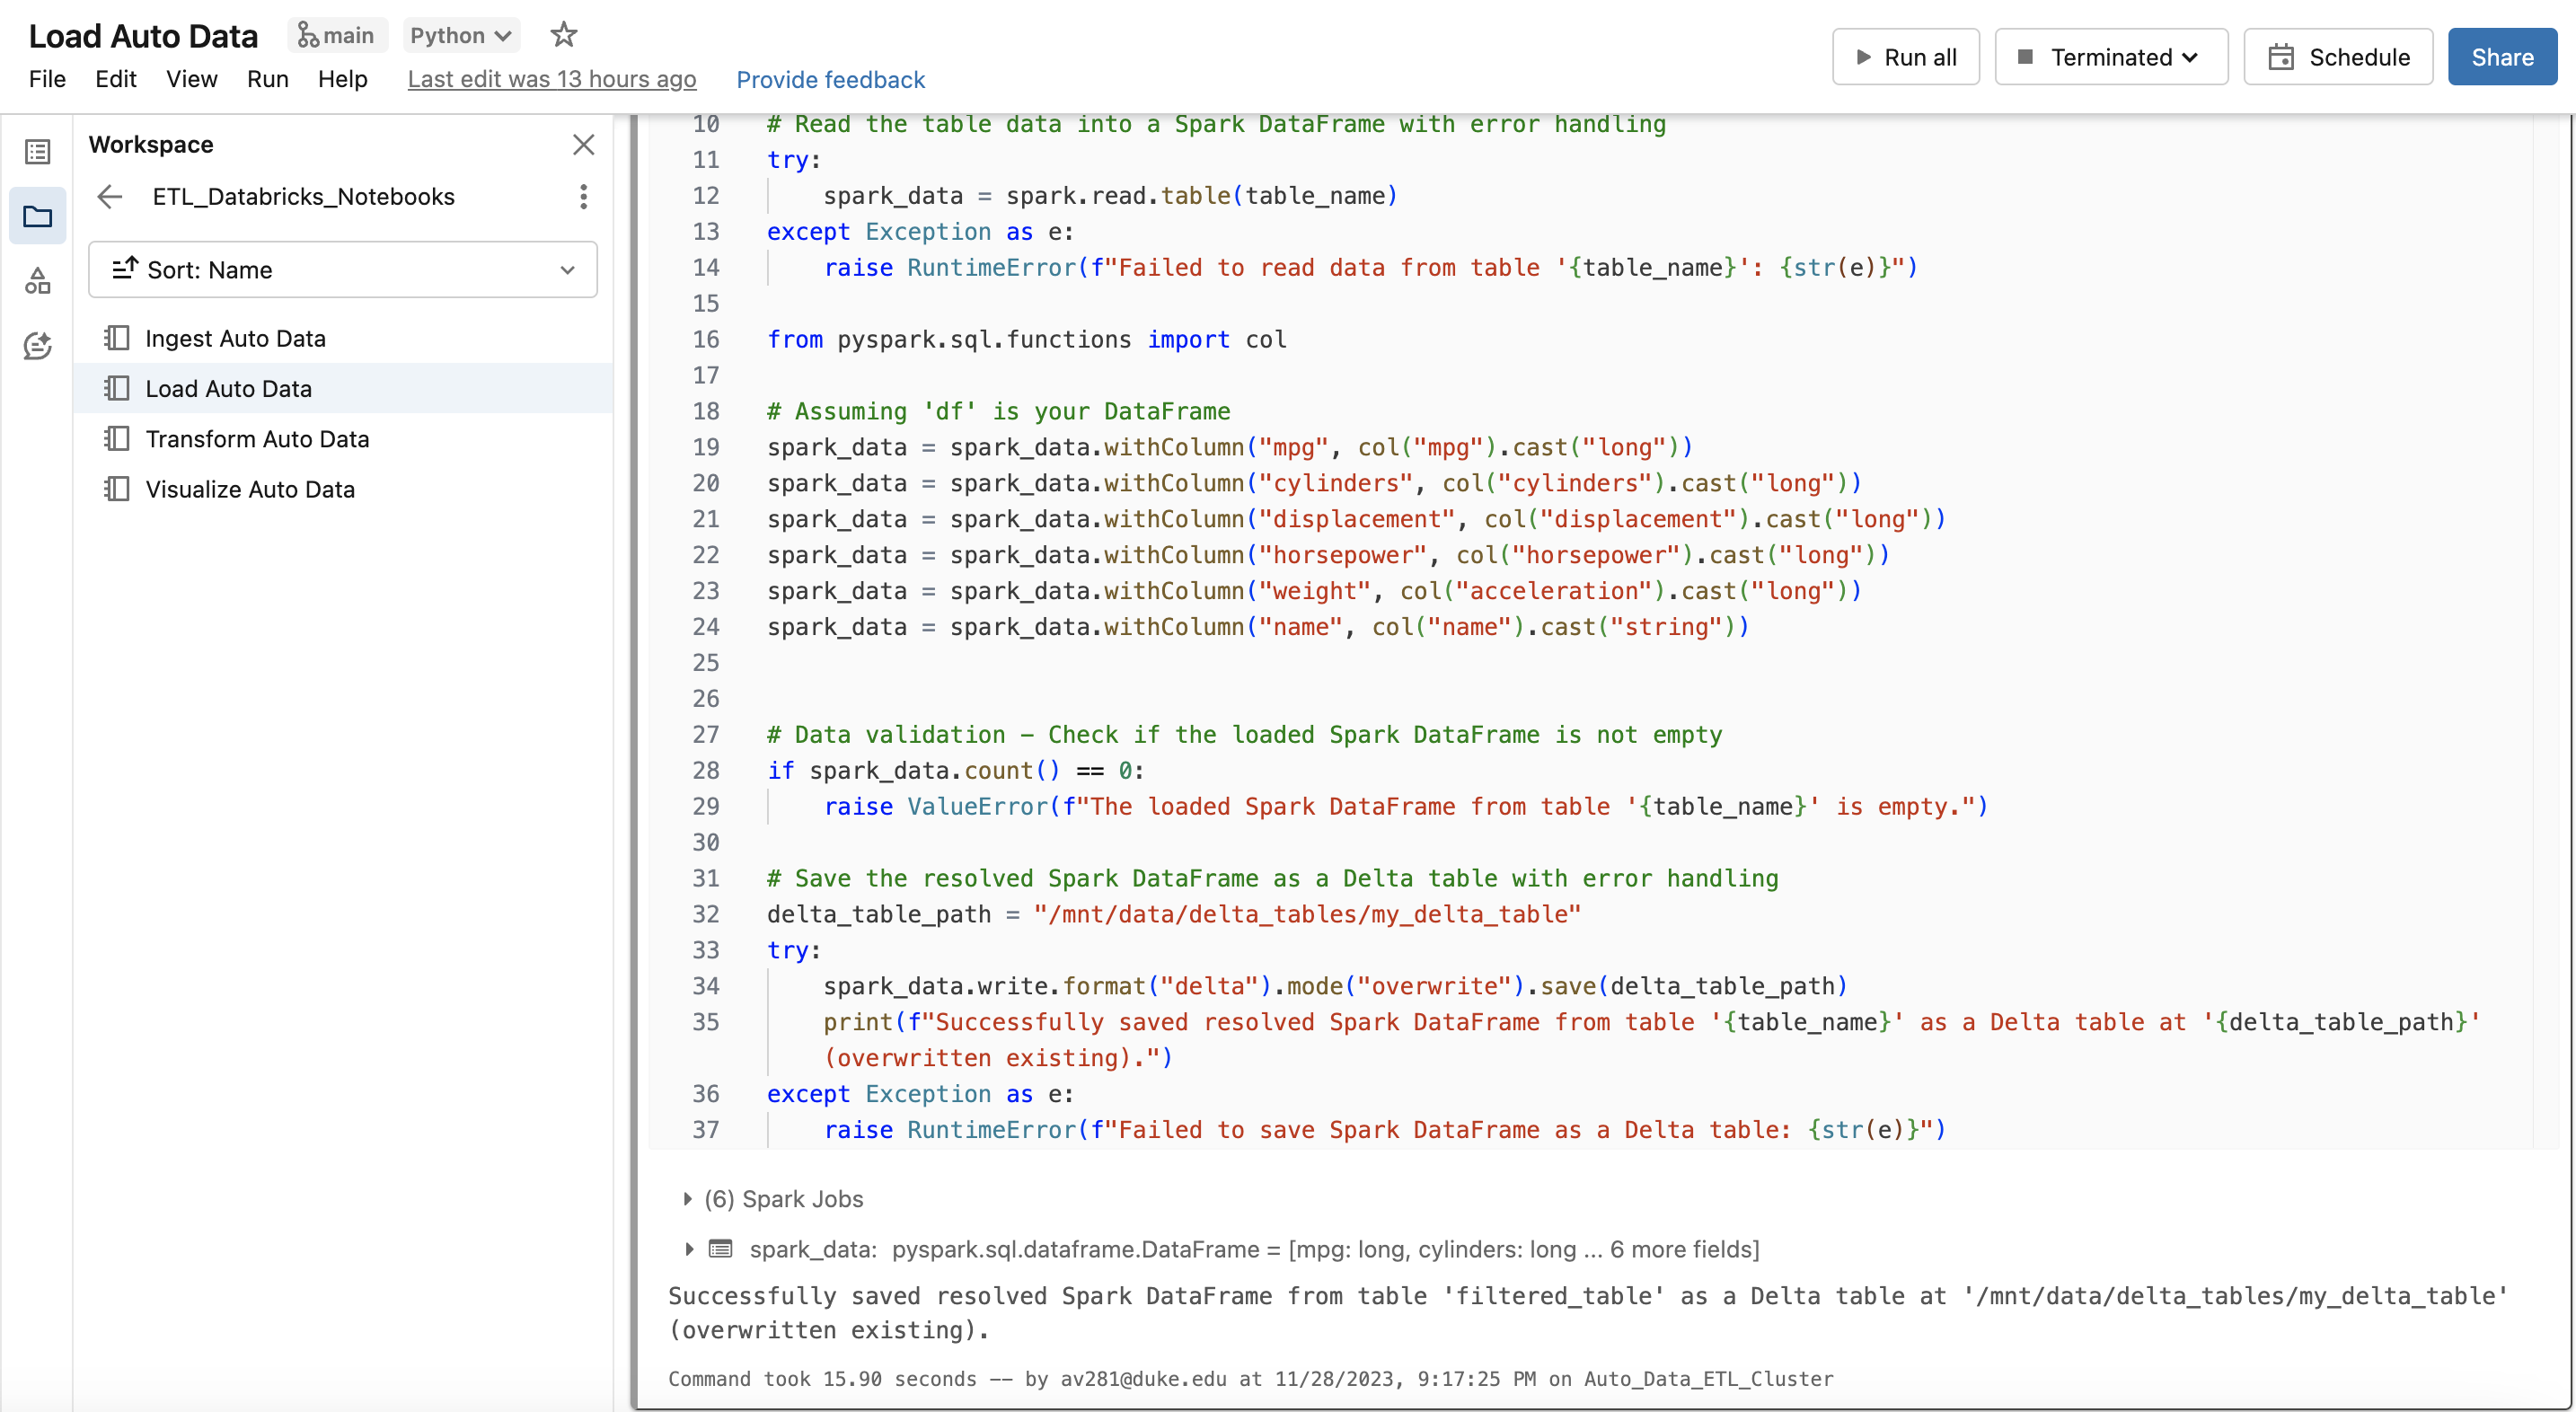 Load Auto Data main Python
File Edit View Run Help Last edit was 13 hours ago Provide feedback
Run all Terminated Schedule Share
Workspace
ETL_Databricks_Notebooks
Sort: Name
Ingest Auto Data
Load Auto Data
Transform Auto Data
Visualize Auto Data
10 # Read the table data into a Spark DataFrame with error handling
11 try:
12 spark_data = spark.read.table(table_name)
13 except Exception as e:
14 raise RuntimeError(f"Failed to read data from table '{table_name}': {str(e)}")
15
16 from pyspark.sql.functions import col
17
18 # Assuming 'df' is your DataFrame
19 spark_data = spark_data.withColumn("mpg", col("mpg").cast("long"))
20 spark_data = spark_data.withColumn("cylinders", col("cylinders").cast("long"))
21 spark_data = spark_data.withColumn("displacement", col("displacement").cast("long"))
22 spark_data = spark_data.withColumn("horsepower", col("horsepower").cast("long"))
23 spark_data = spark_data.withColumn("weight", col("acceleration").cast("long"))
24 spark_data = spark_data.withColumn("name", col("name").cast("string"))
25
26
27 # Data validation – Check if the loaded Spark DataFrame is not empty
28 if spark_data.count() == 0:
29 raise ValueError(f"The loaded Spark DataFrame from table '{table_name}' is empty.")
30
31 # Save the resolved Spark DataFrame as a Delta table with error handling
32 delta_table_path = "/mnt/data/delta_tables/my_delta_table"
33 try:
34 spark_data.write.format("delta").mode("overwrite").save(delta_table_path)
35 print(f"Successfully saved resolved Spark DataFrame from table '{table_name}' as a Delta table at '{delta_table_path}'
(overwritten existing).")
36 except Exception as e:
37 raise RuntimeError(f"Failed to save Spark DataFrame as a Delta table: {str(e)}")
(6) Spark Jobs
spark_data: pyspark.sql.dataframe.DataFrame = [mpg: long, cylinders: long ... 6 more fields]
Successfully saved resolved Spark DataFrame from table 'filtered_table' as a Delta table at '/mnt/data/delta_tables/my_delta_table'
(overwritten existing).
Command took 15.90 seconds -- by av281@duke.edu at 11/28/2023, 9:17:25 PM on Auto_Data_ETL_Cluster